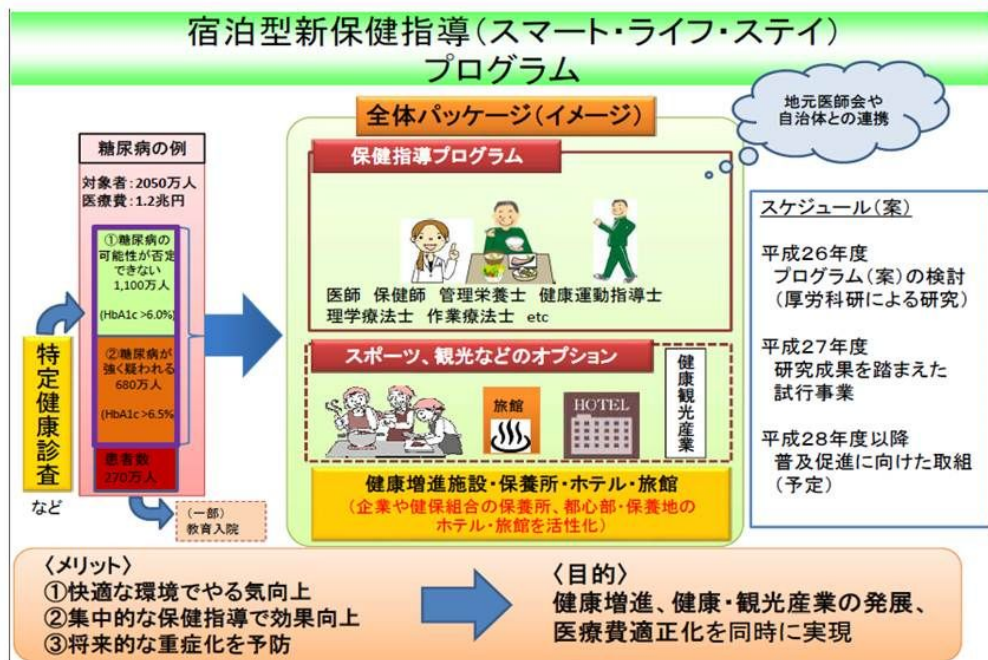 宿泊型新保健指導(スマート・ライフ・ステイ)
プログラム
地元医師会や
自治体との連携
糖尿病の例
対象者:2050万人
医療費:1.2兆円
①糖尿病の
可能性が否定
できない
1,100万人
(HbA1c >6.0%)
②糖尿病が
強く疑われる
680万人
(HbA1c >6.5%
患者数
270万人
特定健康診査
など
(一部)
教育入院
全体パッケージ(イメージ)
保健指導プログラム
医師 保健師 管理栄養士 健康運動指導士
理学療法士 作業療法士 etc
スポーツ、観光などのオプション
旅館
HOTEL
健康観光産業
健康増進施設・保養所・ホテル・旅館
(企業や健保組合の保養所、都心部・保養地の
ホテル・旅館を活性化)
スケジュール(案)
平成26年度
プログラム(案)の検討
(厚労科研による研究)
平成27年度
研究成果を踏まえた
試行事業
平成28年度以降
普及促進に向けた取組
(予定)
〈メリット〉
①快適な環境でやる気向上
②集中的な保健指導で効果向上
③将来的な重症化を予防
〈目的〉
健康増進、健康・観光産業の発展、
医療費適正化を同時に実現